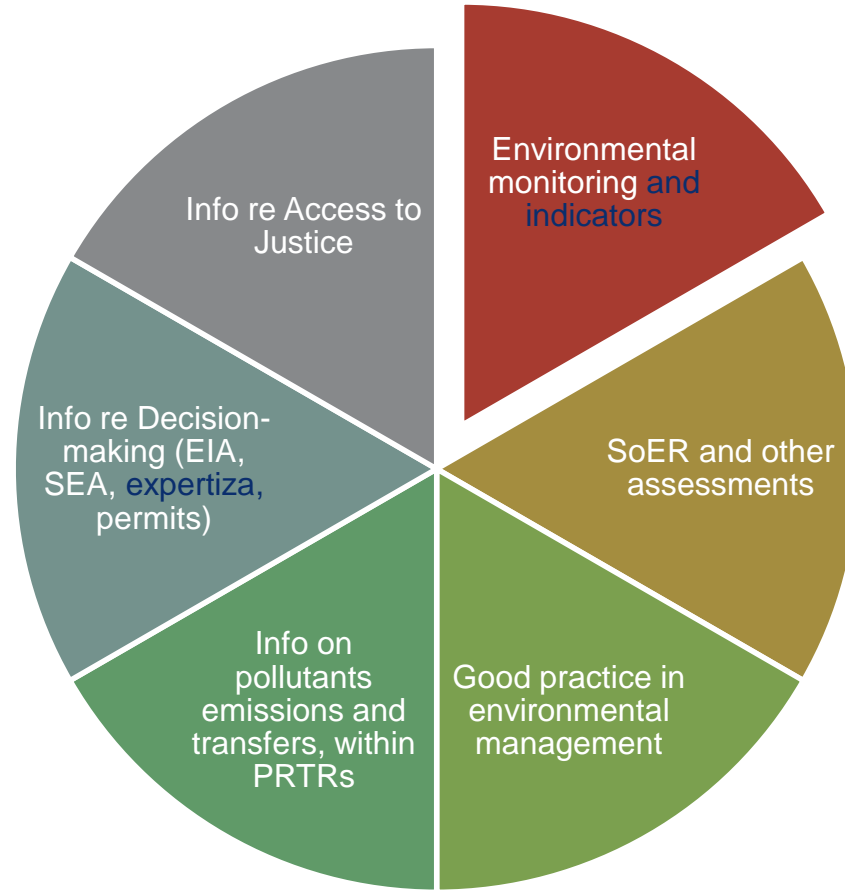 Environmental
monitoring and
indicators
SoER and other
assessments
Good practice in
environmental
management
Info on
pollutants
emissions and
transfers, within
PRTRs
Info re Decision-
making (EIA,
SEA, expertiza,
permits)
Info re Access to
Justice